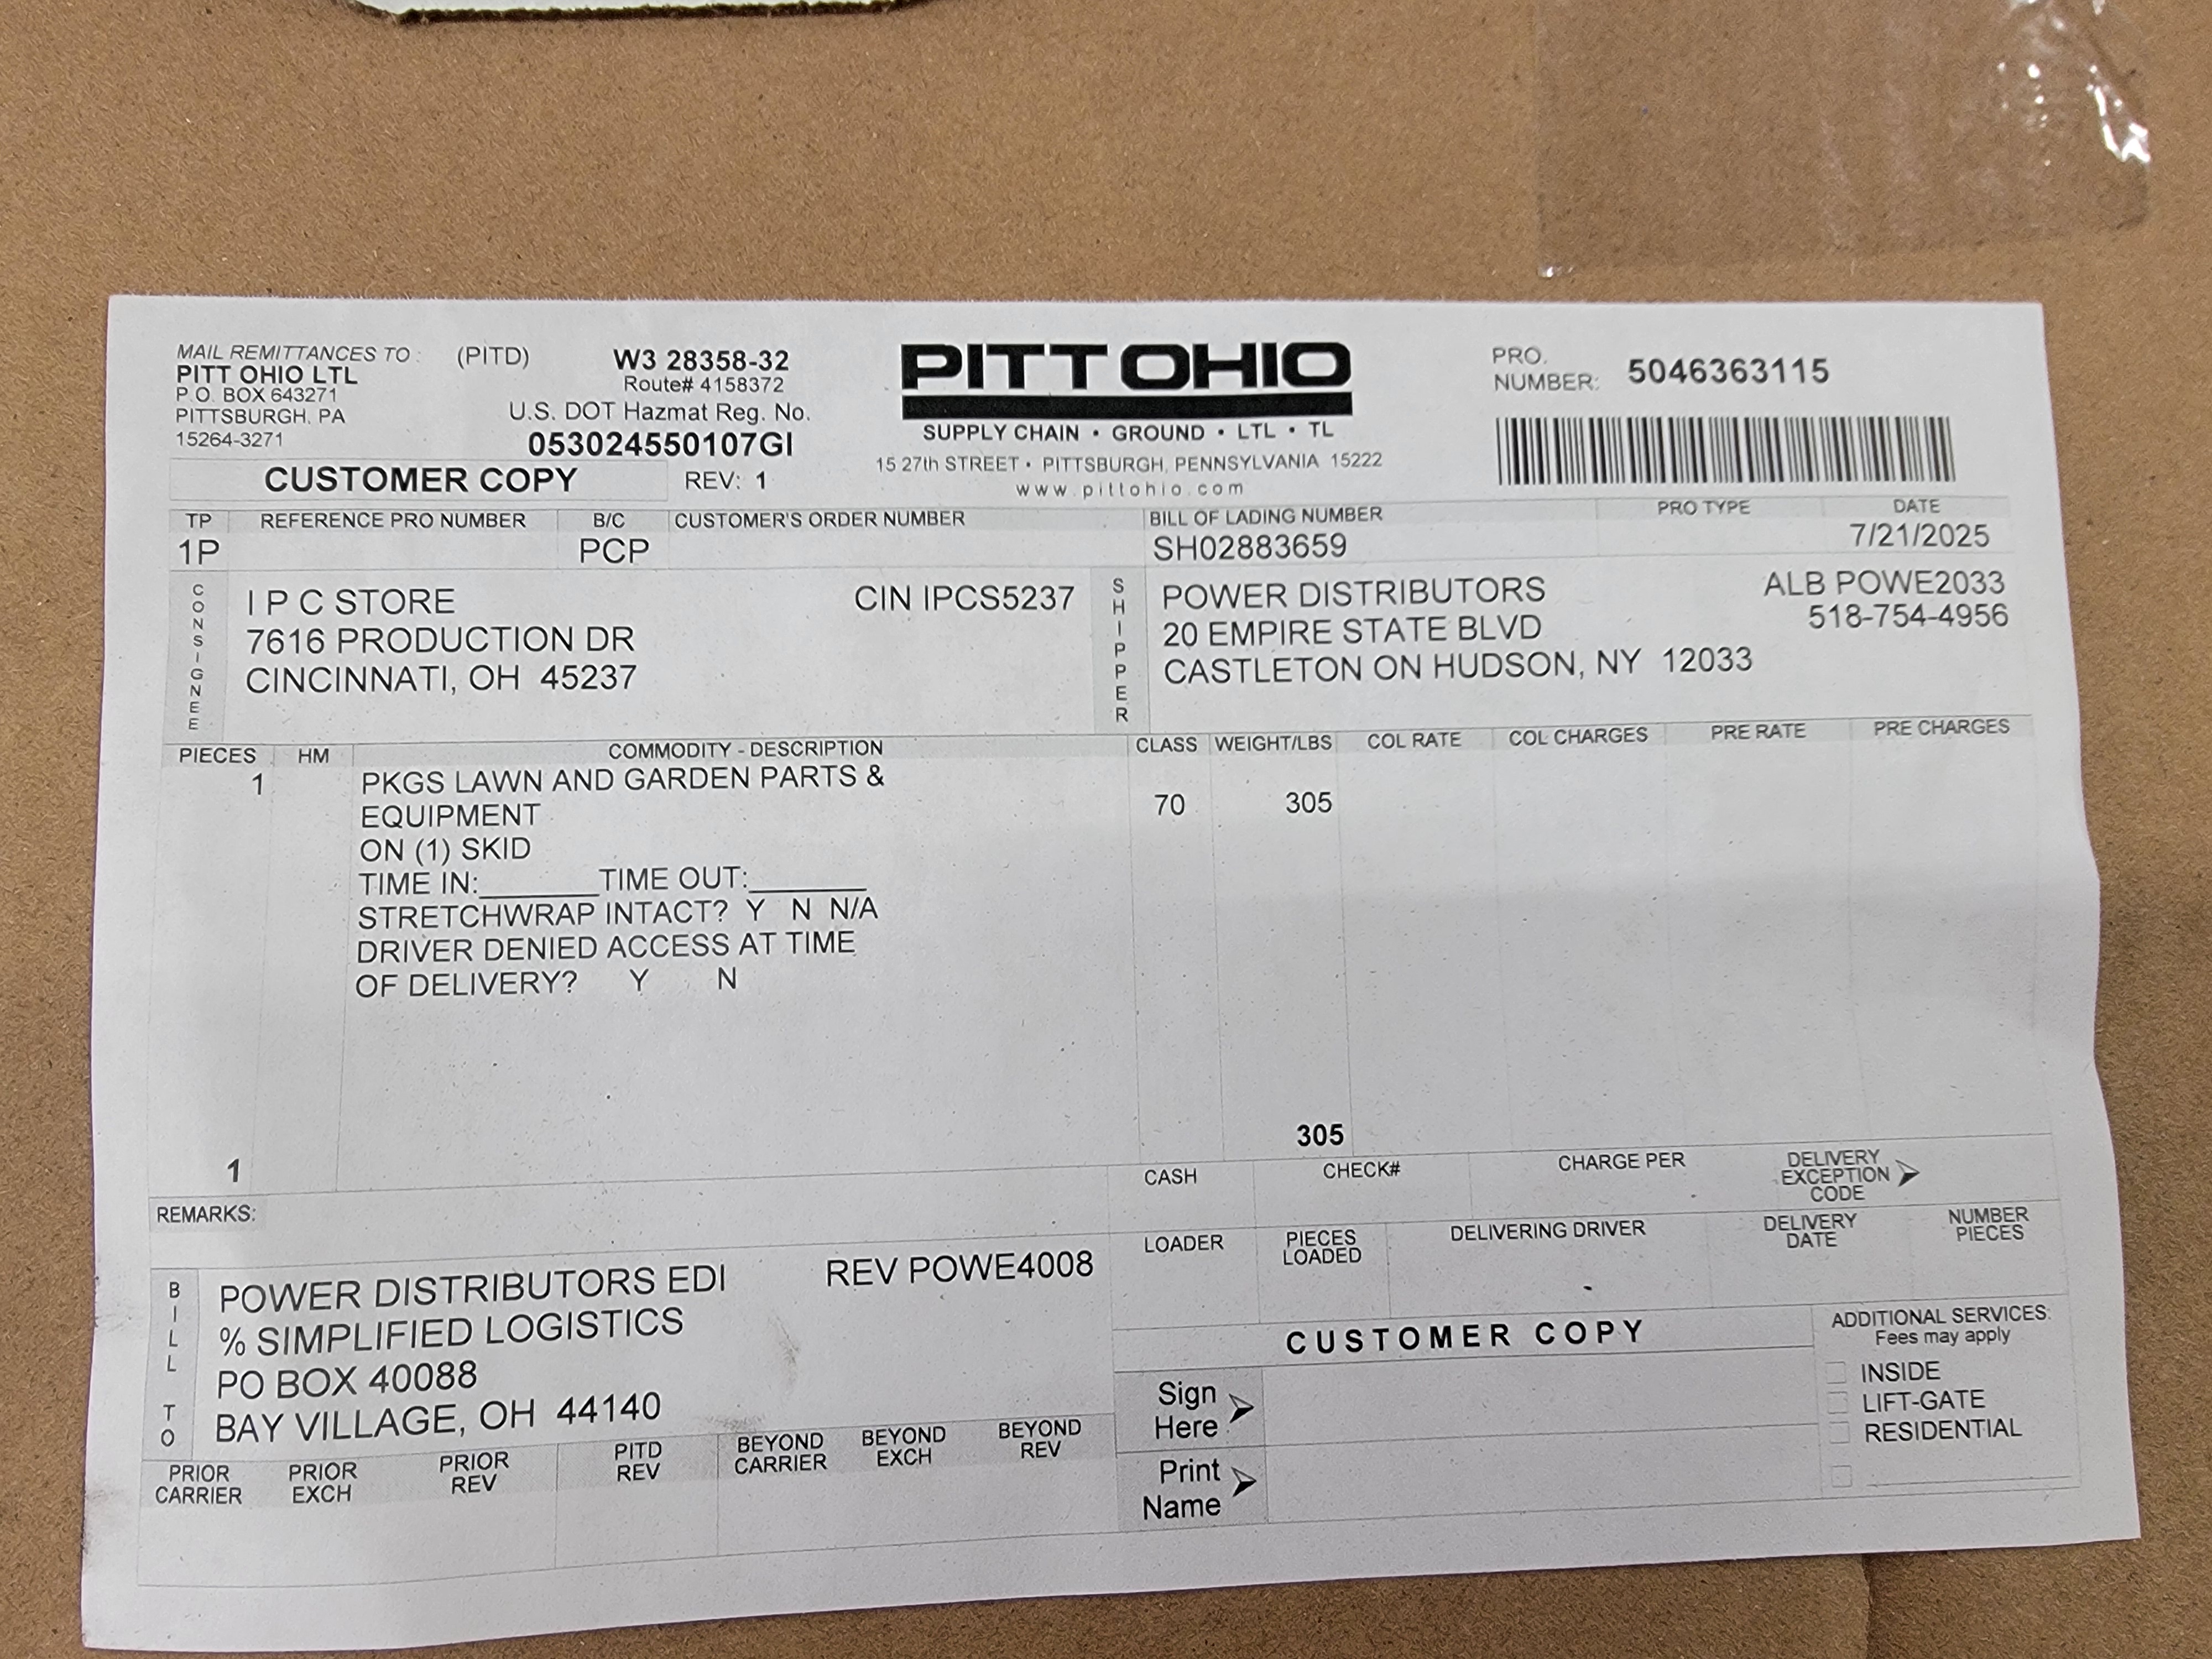 MAIL REMITTANCES TO : (PITD)
PITT OHIO LTL
P.O. BOX 643271
PITTSBURGH, PA
15264-3271
W3 28358-32
Route# 4158372
U.S. DOT Hazmat Reg. No.
053024550107GI
CUSTOMER COPY REV: 1
PITT OHIO
SUPPLY CHAIN • GROUND • LTL • TL
15 27th STREET • PITTSBURGH, PENNSYLVANIA 15222
www.pittohio.com
PRO. NUMBER: 5046363115
TP REFERENCE PRO NUMBER B/C CUSTOMER'S ORDER NUMBER BILL OF LADING NUMBER PRO TYPE DATE
1P PCP SH02883659 7/21/2025
CONSIGNEE
I P C STORE CIN IPCS5237
7616 PRODUCTION DR
CINCINNATI, OH 45237
SHIPPER
POWER DISTRIBUTORS ALB POWE2033
20 EMPIRE STATE BLVD 518-754-4956
CASTLETON ON HUDSON, NY 12033
PIECES HM COMMODITY - DESCRIPTION CLASS WEIGHT/LBS COL RATE COL CHARGES PRE RATE PRE CHARGES
1 PKGS LAWN AND GARDEN PARTS &
EQUIPMENT 70 305
ON (1) SKID
TIME IN:_______TIME OUT:_______
STRETCHWRAP INTACT? Y N N/A
DRIVER DENIED ACCESS AT TIME
OF DELIVERY? Y N
1 305
REMARKS:
CASH CHECK# CHARGE PER DELIVERY EXCEPTION CODE
LOADER PIECES LOADED DELIVERING DRIVER DELIVERY DATE NUMBER PIECES
BILL TO
POWER DISTRIBUTORS EDI REV POWE4008
% SIMPLIFIED LOGISTICS
PO BOX 40088
BAY VILLAGE, OH 44140
PRIOR CARRIER PRIOR EXCH PRIOR REV PITD REV BEYOND CARRIER BEYOND EXCH BEYOND REV
CUSTOMER COPY
Sign Here
Print Name
ADDITIONAL SERVICES:
Fees may apply
INSIDE
LIFT-GATE
RESIDENTIAL